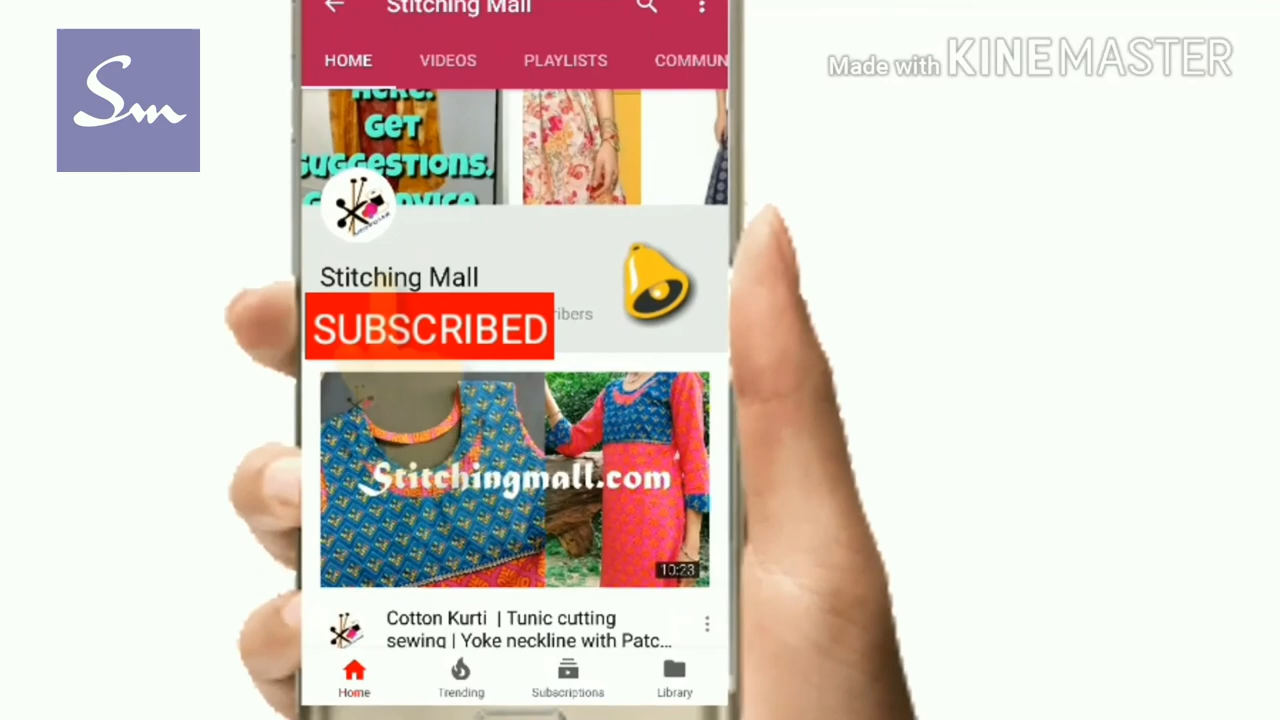 Stitching Mall
Sm
Made with KINEMASTER
HOME VIDEOS PLAYLISTS COMMUN
HERE.
GET
SUGGESTIONS,
Stitching Mall
SUBSCRIBED
ribers
Stitchingmall.com
10:23
Cotton Kurti | Tunic cutting
sewing | Yoke neckline with Patc...
Home Trending Subscriptions Library